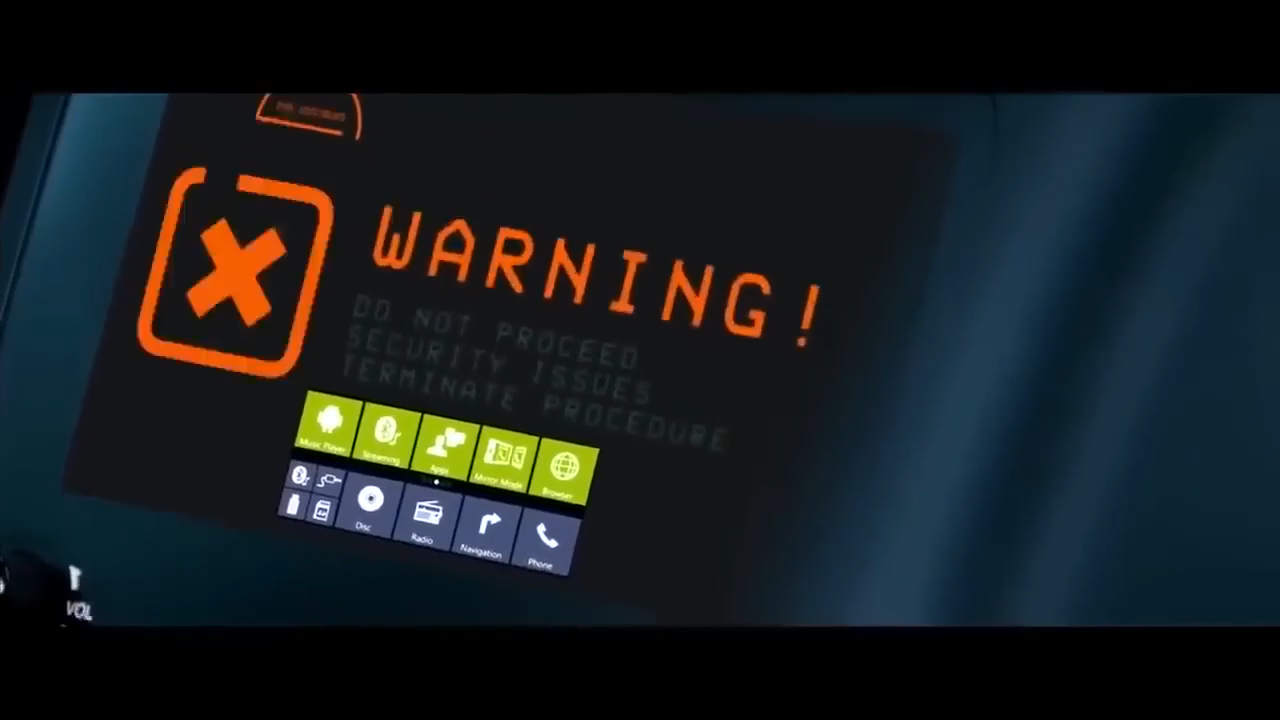 WARNING!
DO NOT PROCEED
SECURITY ISSUES
TERMINATE PROCEDURE
Music Player
Streaming
Apps
Mirror Mode
Browser
Disc
Radio
Navigation
Phone
VOL